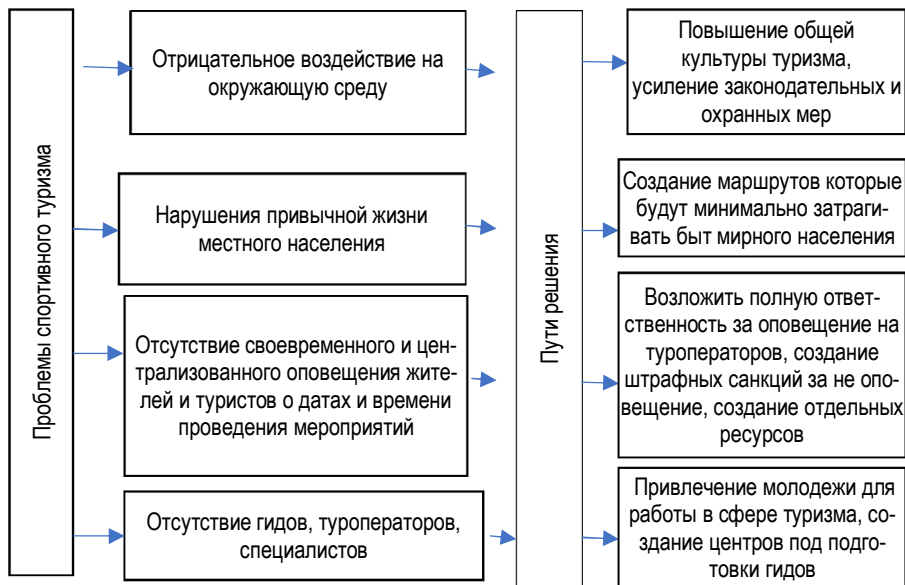 Проблемы спортивного туризма
Отрицательное воздействие на
окружающую среду
Нарушения привычной жизни
местного населения
Отсутствие своевременного и цен-
трализованного оповещения жите-
лей и туристов о датах и времени
проведения мероприятий
Отсутствие гидов, туроператоров,
специалистов
Пути решения
Повышение общей
культуры туризма,
усиление законодательных и
охранных мер
Создание маршрутов которые
будут минимально затраги-
вать быт мирного населения
Возложить полную ответ-
ственность за оповещение на
туроператоров, создание
штрафных санкций за не опо-
вещение, создание отдельных
ресурсов
Привлечение молодежи для
работы в сфере туризма, со-
здание центров под подго-
товки гидов